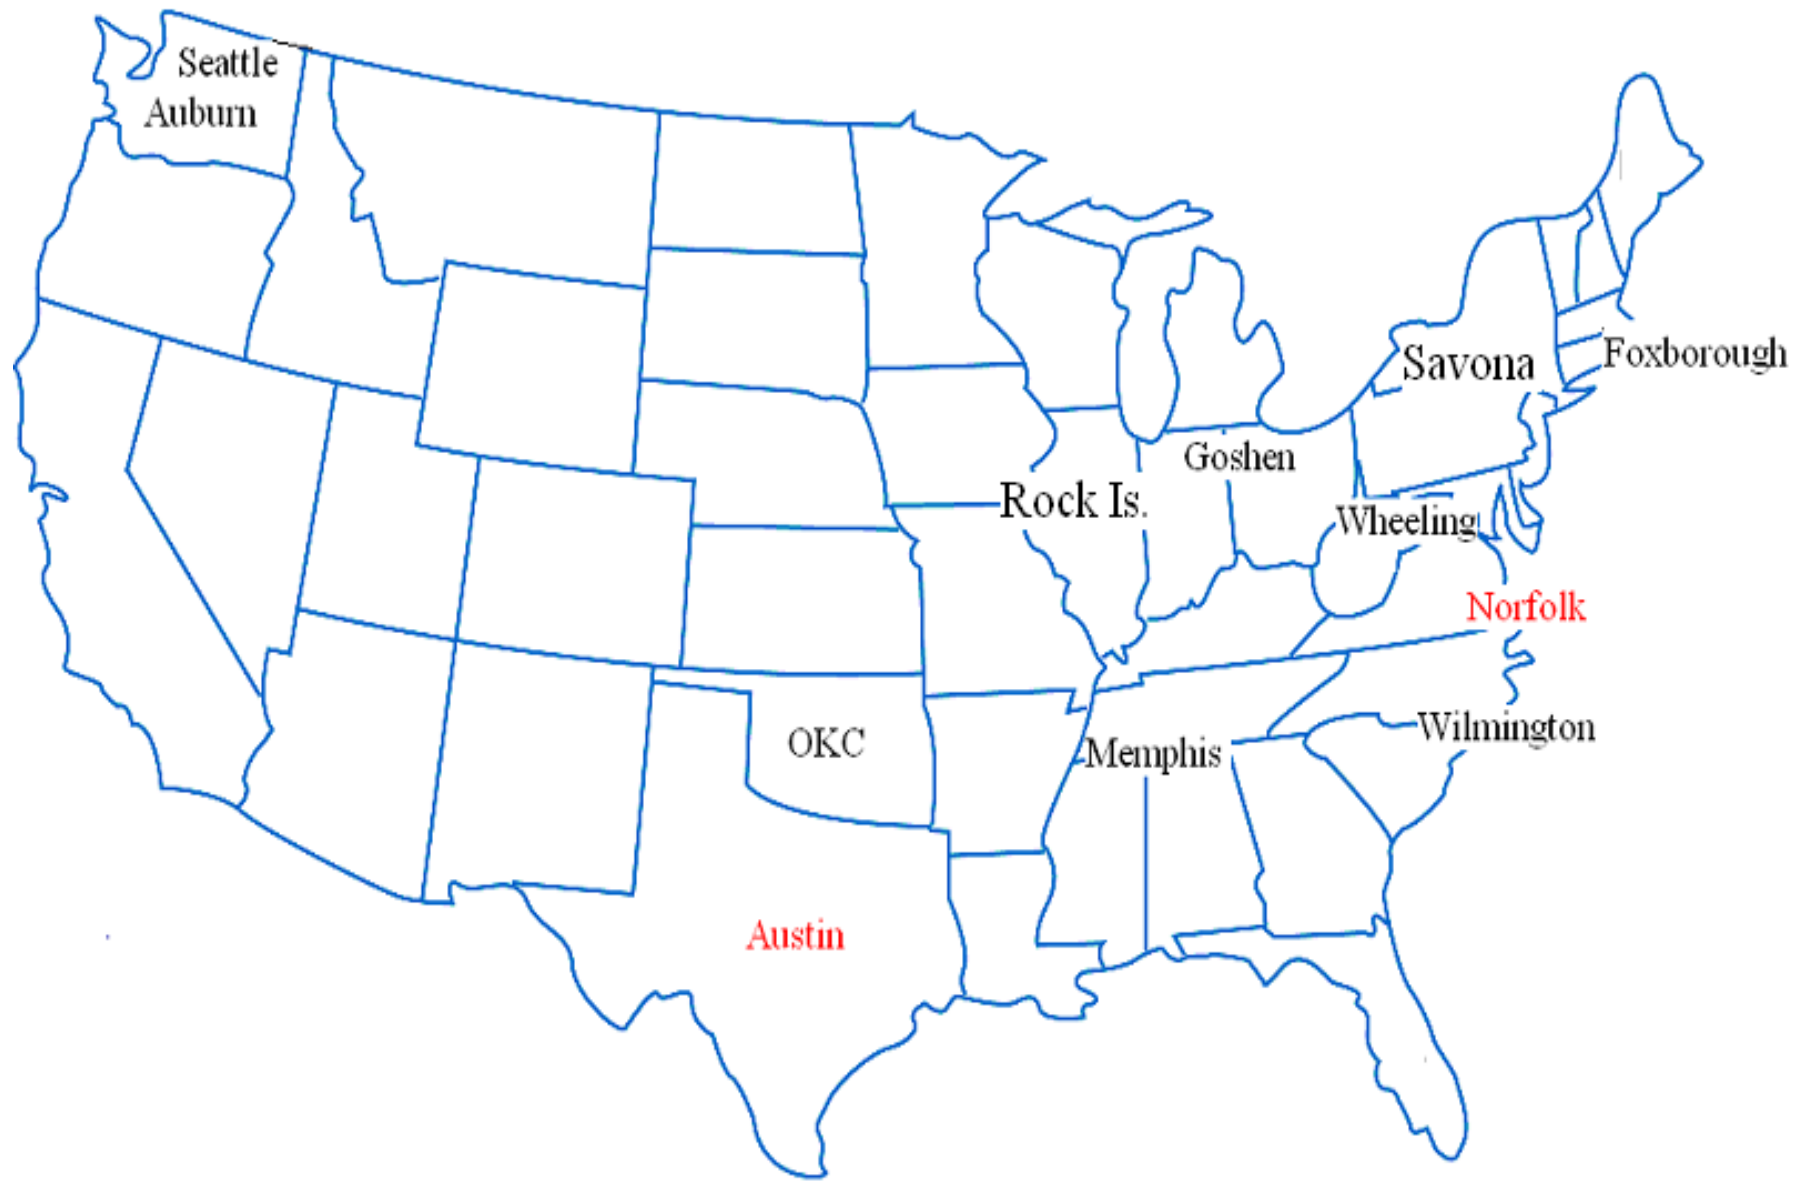 Seattle
Auburn
Foxborough
Savona
Goshen
Rock Is.
Wheeling
Norfolk
Wilmington
OKC
Memphis
Austin